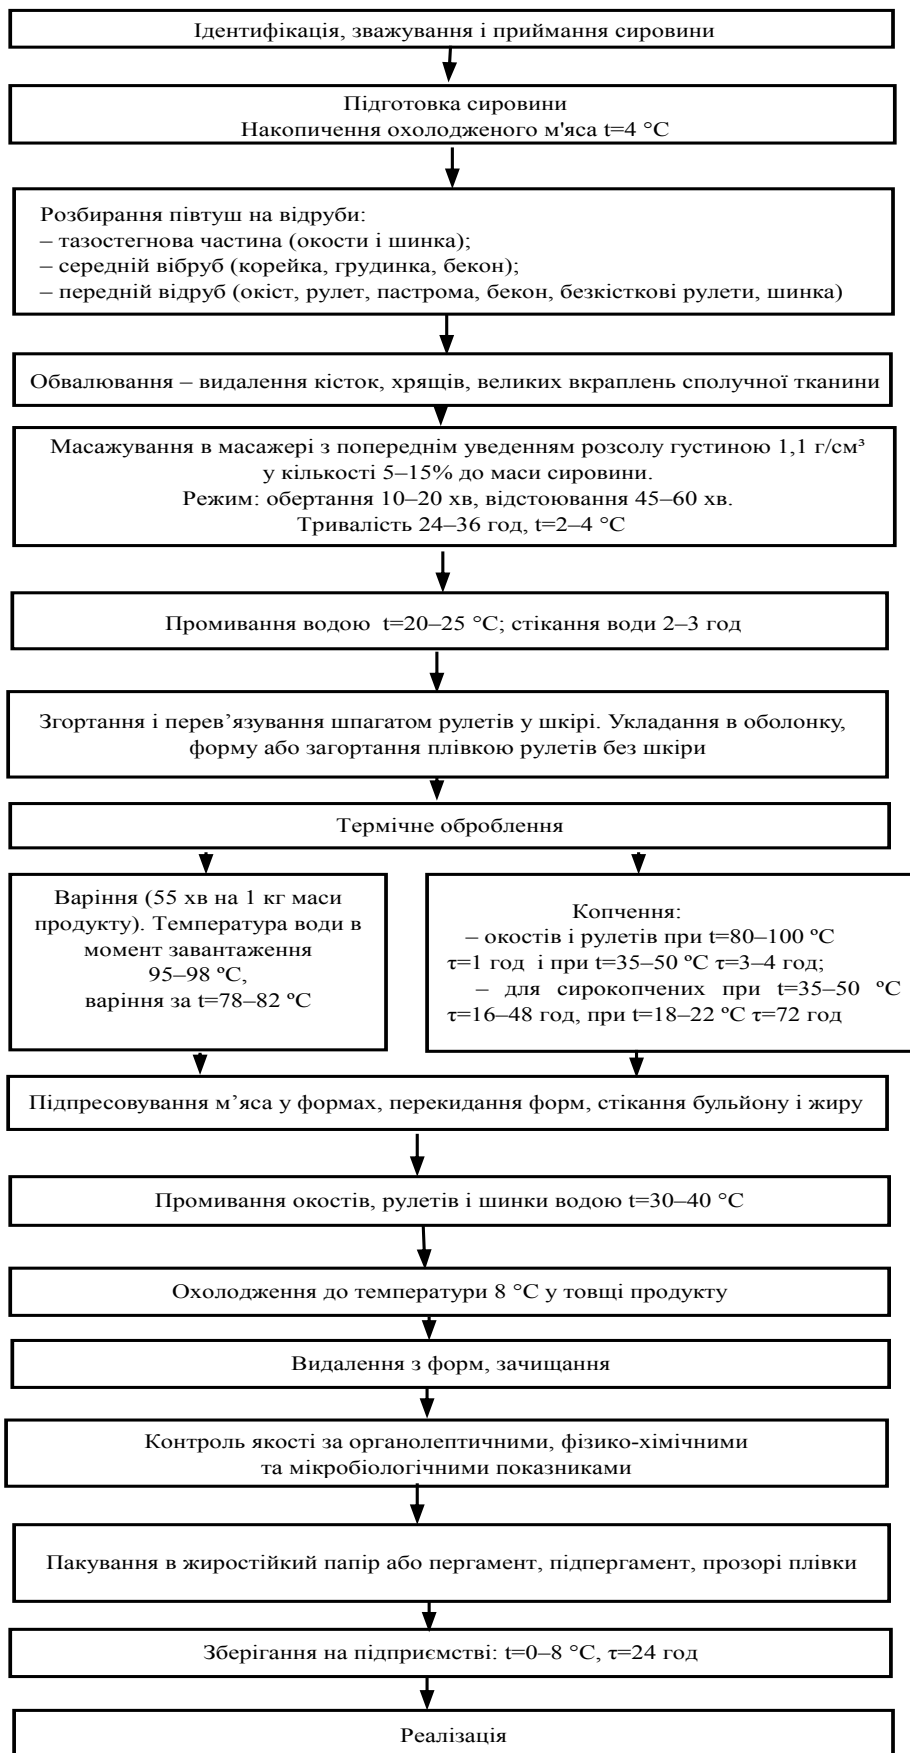 Ідентифікація, зважування і приймання сировини
Підготовка сировини
Накопичення охолодженого м'яса t=4 °C
Розбирання півтуш на відруби:
– тазостегнова частина (окости і шинка);
– середній вібруб (корейка, грудинка, бекон);
– передній відруб (окіст, рулет, пастрома, бекон, безкісткові рулети, шинка)
Обвалювання – видалення кісток, хрящів, великих вкраплень сполучної тканини
Масажування в масажері з попереднім уведенням розсолу густиною 1,1 г/см³
у кількості 5–15% до маси сировини.
Режим: обертання 10–20 хв, відстоювання 45–60 хв.
Тривалість 24–36 год, t=2–4 °C
Промивання водою t=20–25 °C; стікання води 2–3 год
Згортання і перев’язування шпагатом рулетів у шкірі. Укладання в оболонку,
форму або загортання плівкою рулетів без шкіри
Термічне оброблення
Варіння (55 хв на 1 кг маси
продукту). Температура води в
момент завантаження
95–98 ºC,
варіння за t=78–82 ºC
Копчення:
– окостів і рулетів при t=80–100 ºC
τ=1 год і при t=35–50 ºC τ=3–4 год;
– для сирокопчених при t=35–50 ºC
τ=16–48 год, при t=18–22 ºC τ=72 год
Підпресовування м’яса у формах, перекидання форм, стікання бульйону і жиру
Промивання окостів, рулетів і шинки водою t=30–40 °C
Охолодження до температури 8 °C у товщі продукту
Видалення з форм, зачищання
Контроль якості за органолептичними, фізико-хімічними
та мікробіологічними показниками
Пакування в жиростійкий папір або пергамент, підпергамент, прозорі плівки
Зберігання на підприємстві: t=0–8 °C, τ=24 год
Реалізація